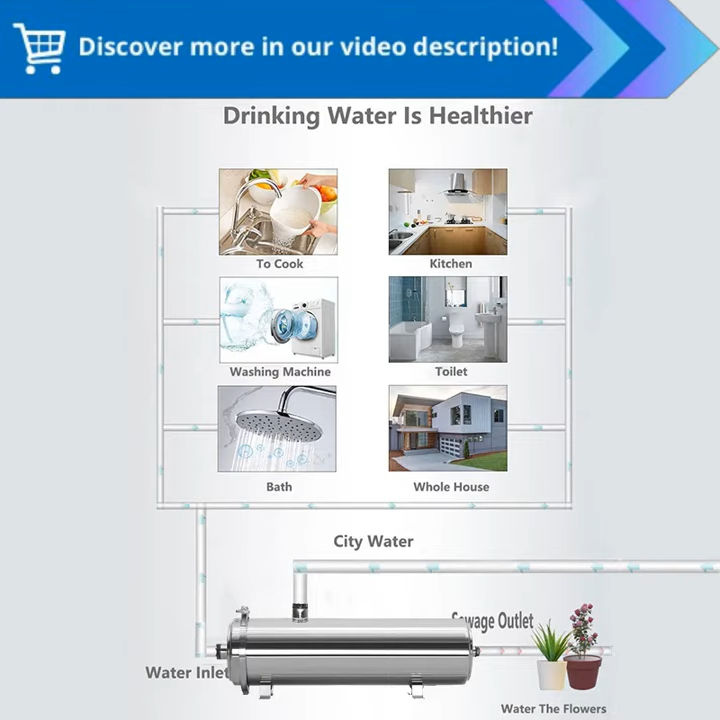 Discover more in our video description!
Drinking Water Is Healthier
To Cook
Kitchen
Washing Machine
Toilet
Bath
Whole House
City Water
Sewage Outlet
Water Inlet
Water The Flowers